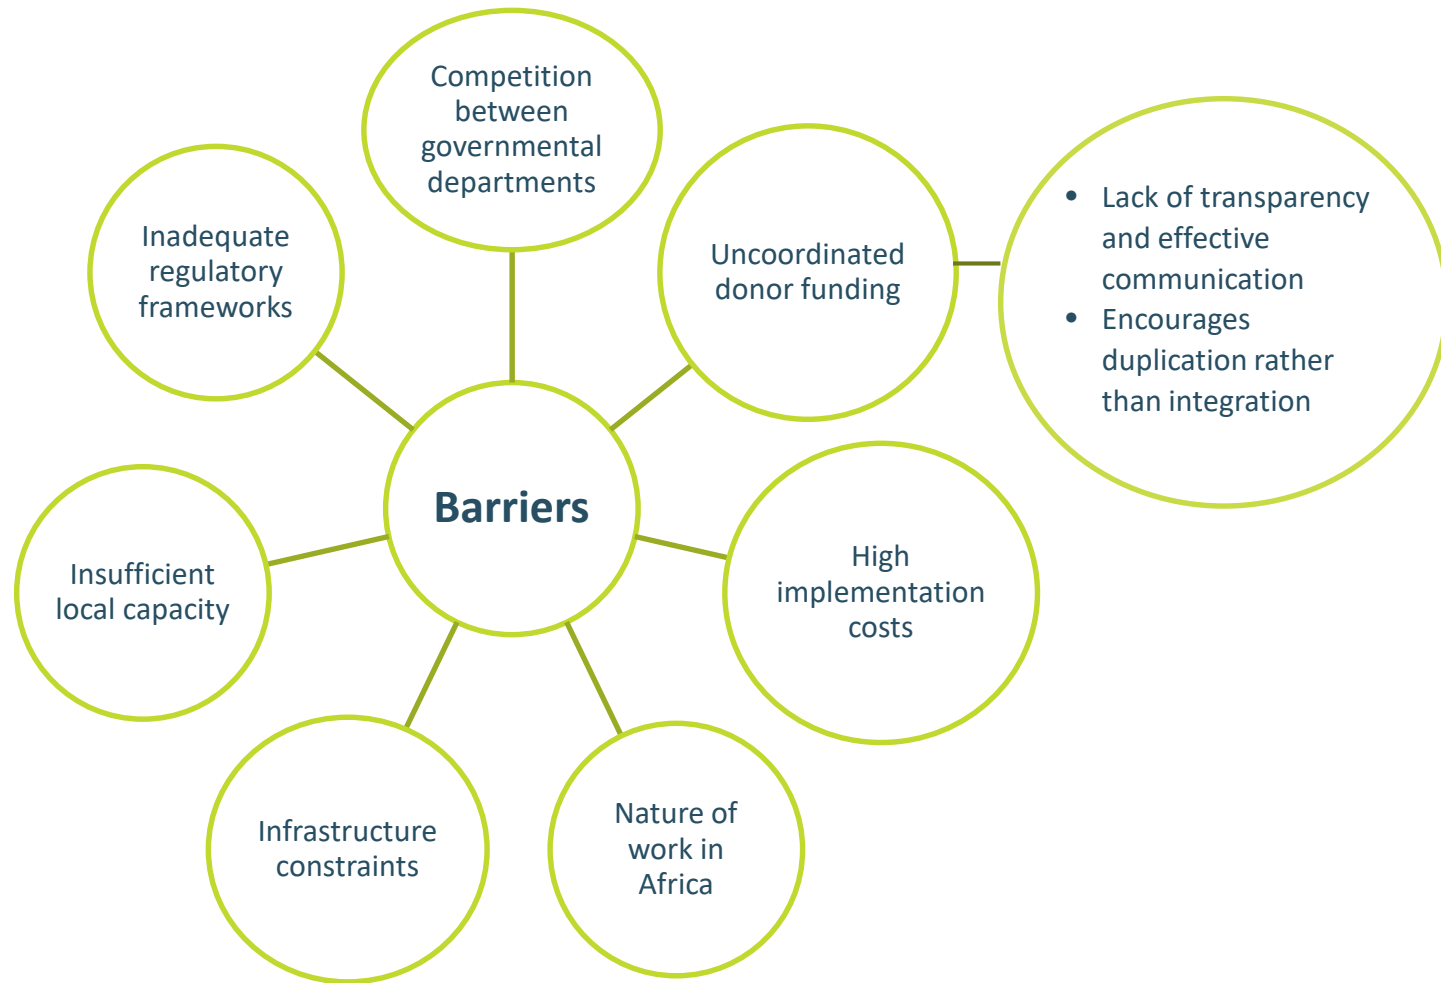 Competition
between
governmental
departments
Uncoordinated
donor funding
• Lack of transparency
and effective
communication
• Encourages
duplication rather
than integration
High
implementation
costs
Nature of
work in
Africa
Infrastructure
constraints
Insufficient
local capacity
Inadequate
regulatory
frameworks
Barriers